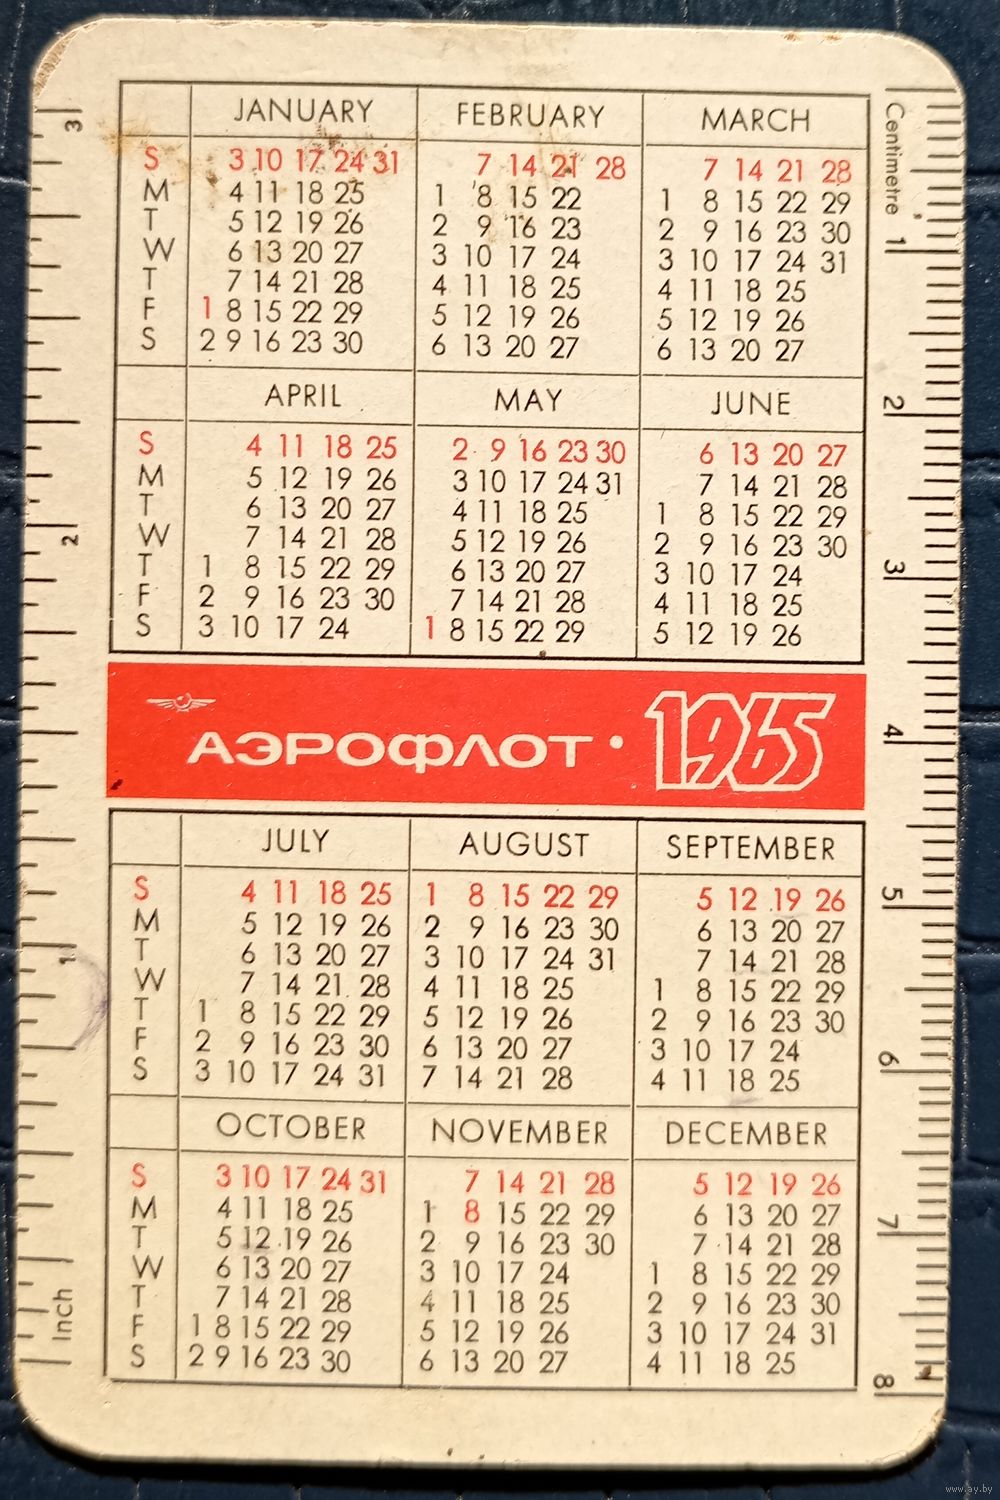 JANUARY FEBRUARY MARCH
S 3 10 17 24 31 7 14 21 28 7 14 21 28
M 4 11 18 25 1 8 15 22 1 8 15 22 29
T 5 12 19 26 2 9 16 23 2 9 16 23 30
W 6 13 20 27 3 10 17 24 3 10 17 24 31
T 7 14 21 28 4 11 18 25 4 11 18 25
F 1 8 15 22 29 5 12 19 26 5 12 19 26
S 2 9 16 23 30 6 13 20 27 6 13 20 27
APRIL MAY JUNE
S 4 11 18 25 2 9 16 23 30 6 13 20 27
M 5 12 19 26 3 10 17 24 31 7 14 21 28
T 6 13 20 27 4 11 18 25 1 8 15 22 29
W 7 14 21 28 5 12 19 26 2 9 16 23 30
T 1 8 15 22 29 6 13 20 27 3 10 17 24
F 2 9 16 23 30 7 14 21 28 4 11 18 25
S 3 10 17 24 1 8 15 22 29 5 12 19 26
АЭРОФЛОТ · 1965
JULY AUGUST SEPTEMBER
S 4 11 18 25 1 8 15 22 29 5 12 19 26
M 5 12 19 26 2 9 16 23 30 6 13 20 27
T 6 13 20 27 3 10 17 24 31 7 14 21 28
W 7 14 21 28 4 11 18 25 1 8 15 22 29
T 1 8 15 22 29 5 12 19 26 2 9 16 23 30
F 2 9 16 23 30 6 13 20 27 3 10 17 24
S 3 10 17 24 31 7 14 21 28 4 11 18 25
OCTOBER NOVEMBER DECEMBER
S 3 10 17 24 31 7 14 21 28 5 12 19 26
M 4 11 18 25 1 8 15 22 29 6 13 20 27
T 5 12 19 26 2 9 16 23 30 7 14 21 28
W 6 13 20 27 3 10 17 24 1 8 15 22 29
T 7 14 21 28 4 11 18 25 2 9 16 23 30
F 1 8 15 22 29 5 12 19 26 3 10 17 24 31
S 2 9 16 23 30 6 13 20 27 4 11 18 25
Centimetre 1 2 3 4 5 6 7 8
Inch 1 2 3
www.ay.by